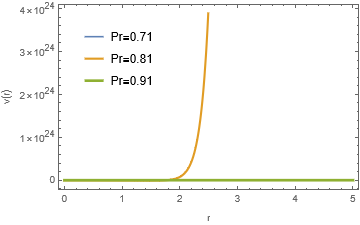 4×10^24
3×10^24
2×10^24
1×10^24
0
v(r)
Pr=0.71
Pr=0.81
Pr=0.91
0 1 2 3 4 5
r